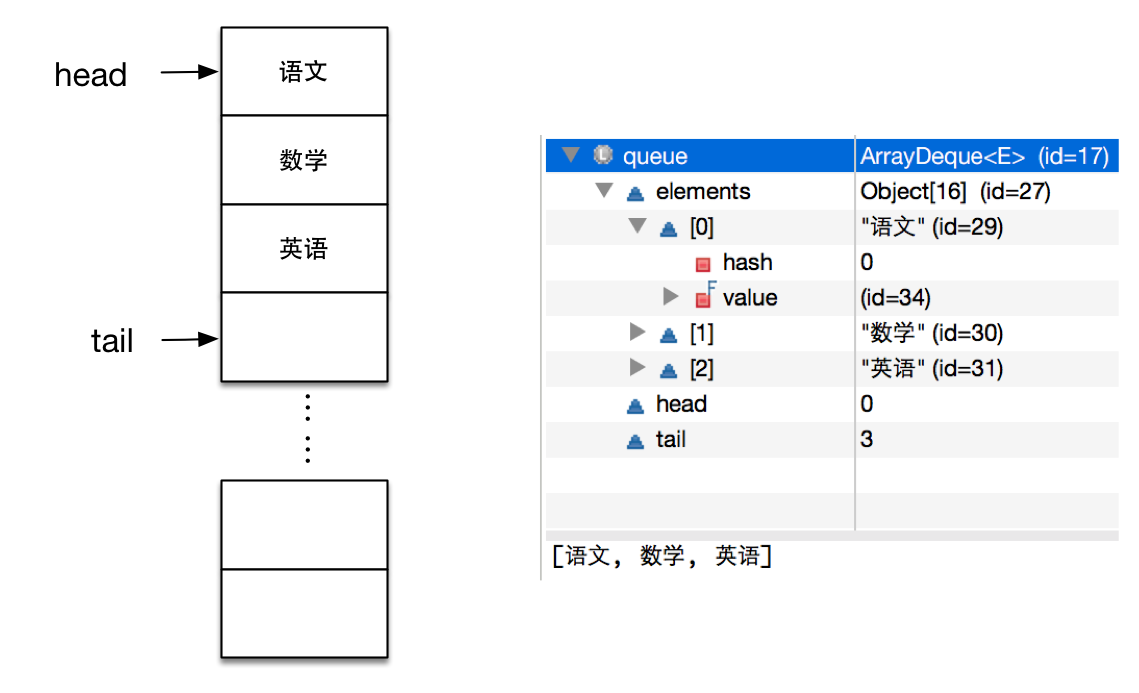 head
语文
数学
英语
tail
queue ArrayDeque<E> (id=17)
elements Object[16] (id=27)
[0] "语文" (id=29)
hash 0
F value (id=34)
[1] "数学" (id=30)
[2] "英语" (id=31)
head 0
tail 3
[语文, 数学, 英语]